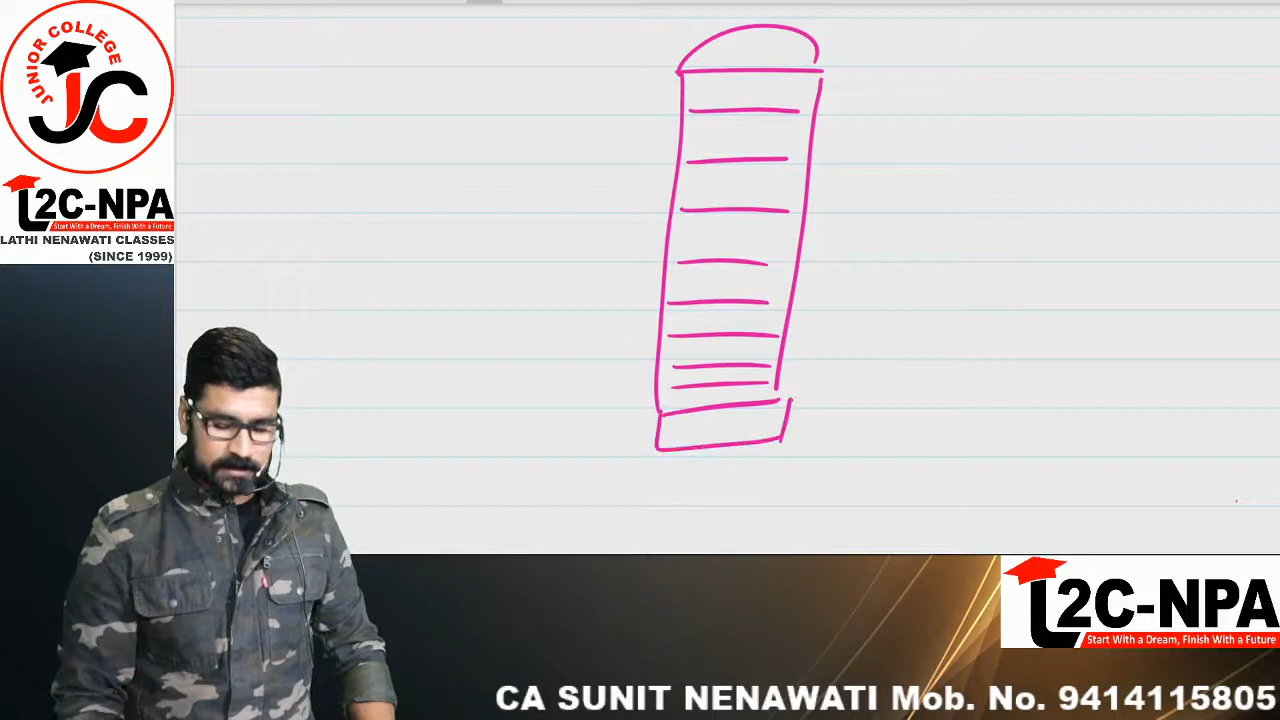 JUNIOR COLLEGE
JC
L2C-NPA
Start With a Dream, Finish With a Future
LATHI NENAWATI CLASSES
(SINCE 1999)
L2C-NPA
Start With a Dream, Finish With a Future
CA SUNIT NENAWATI Mob. No. 9414115805